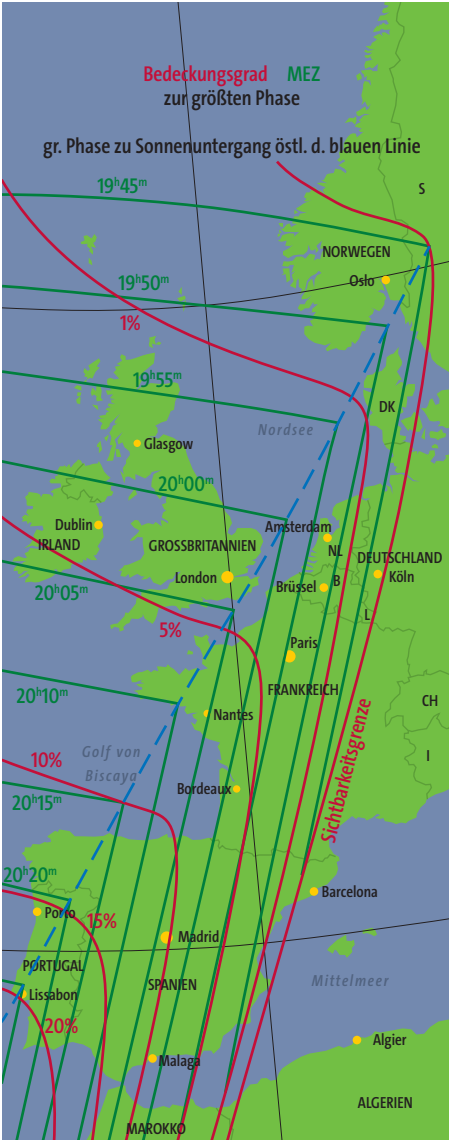 Bedeckungsgrad MEZ
zur größten Phase
gr. Phase zu Sonnenuntergang östl. d. blauen Linie
19ʰ45ᵐ
S
NORWEGEN
Oslo
19ʰ50ᵐ
1%
19ʰ55ᵐ
DK
Nordsee
Glasgow
20ʰ00ᵐ
Dublin
IRLAND
GROSSBRITANNIEN
Amsterdam
NL
DEUTSCHLAND
London
Brüssel
B
Köln
20ʰ05ᵐ
L
5%
Paris
FRANKREICH
20ʰ10ᵐ
Nantes
CH
Golf von
Biscaya
10%
I
Sichtbarkeitsgrenze
20ʰ15ᵐ
Bordeaux
20ʰ20ᵐ
Barcelona
Porto
15%
Madrid
PORTUGAL
SPANIEN
Mittelmeer
Lissabon
20%
Malaga
Algier
ALGERIEN
MAROKKO